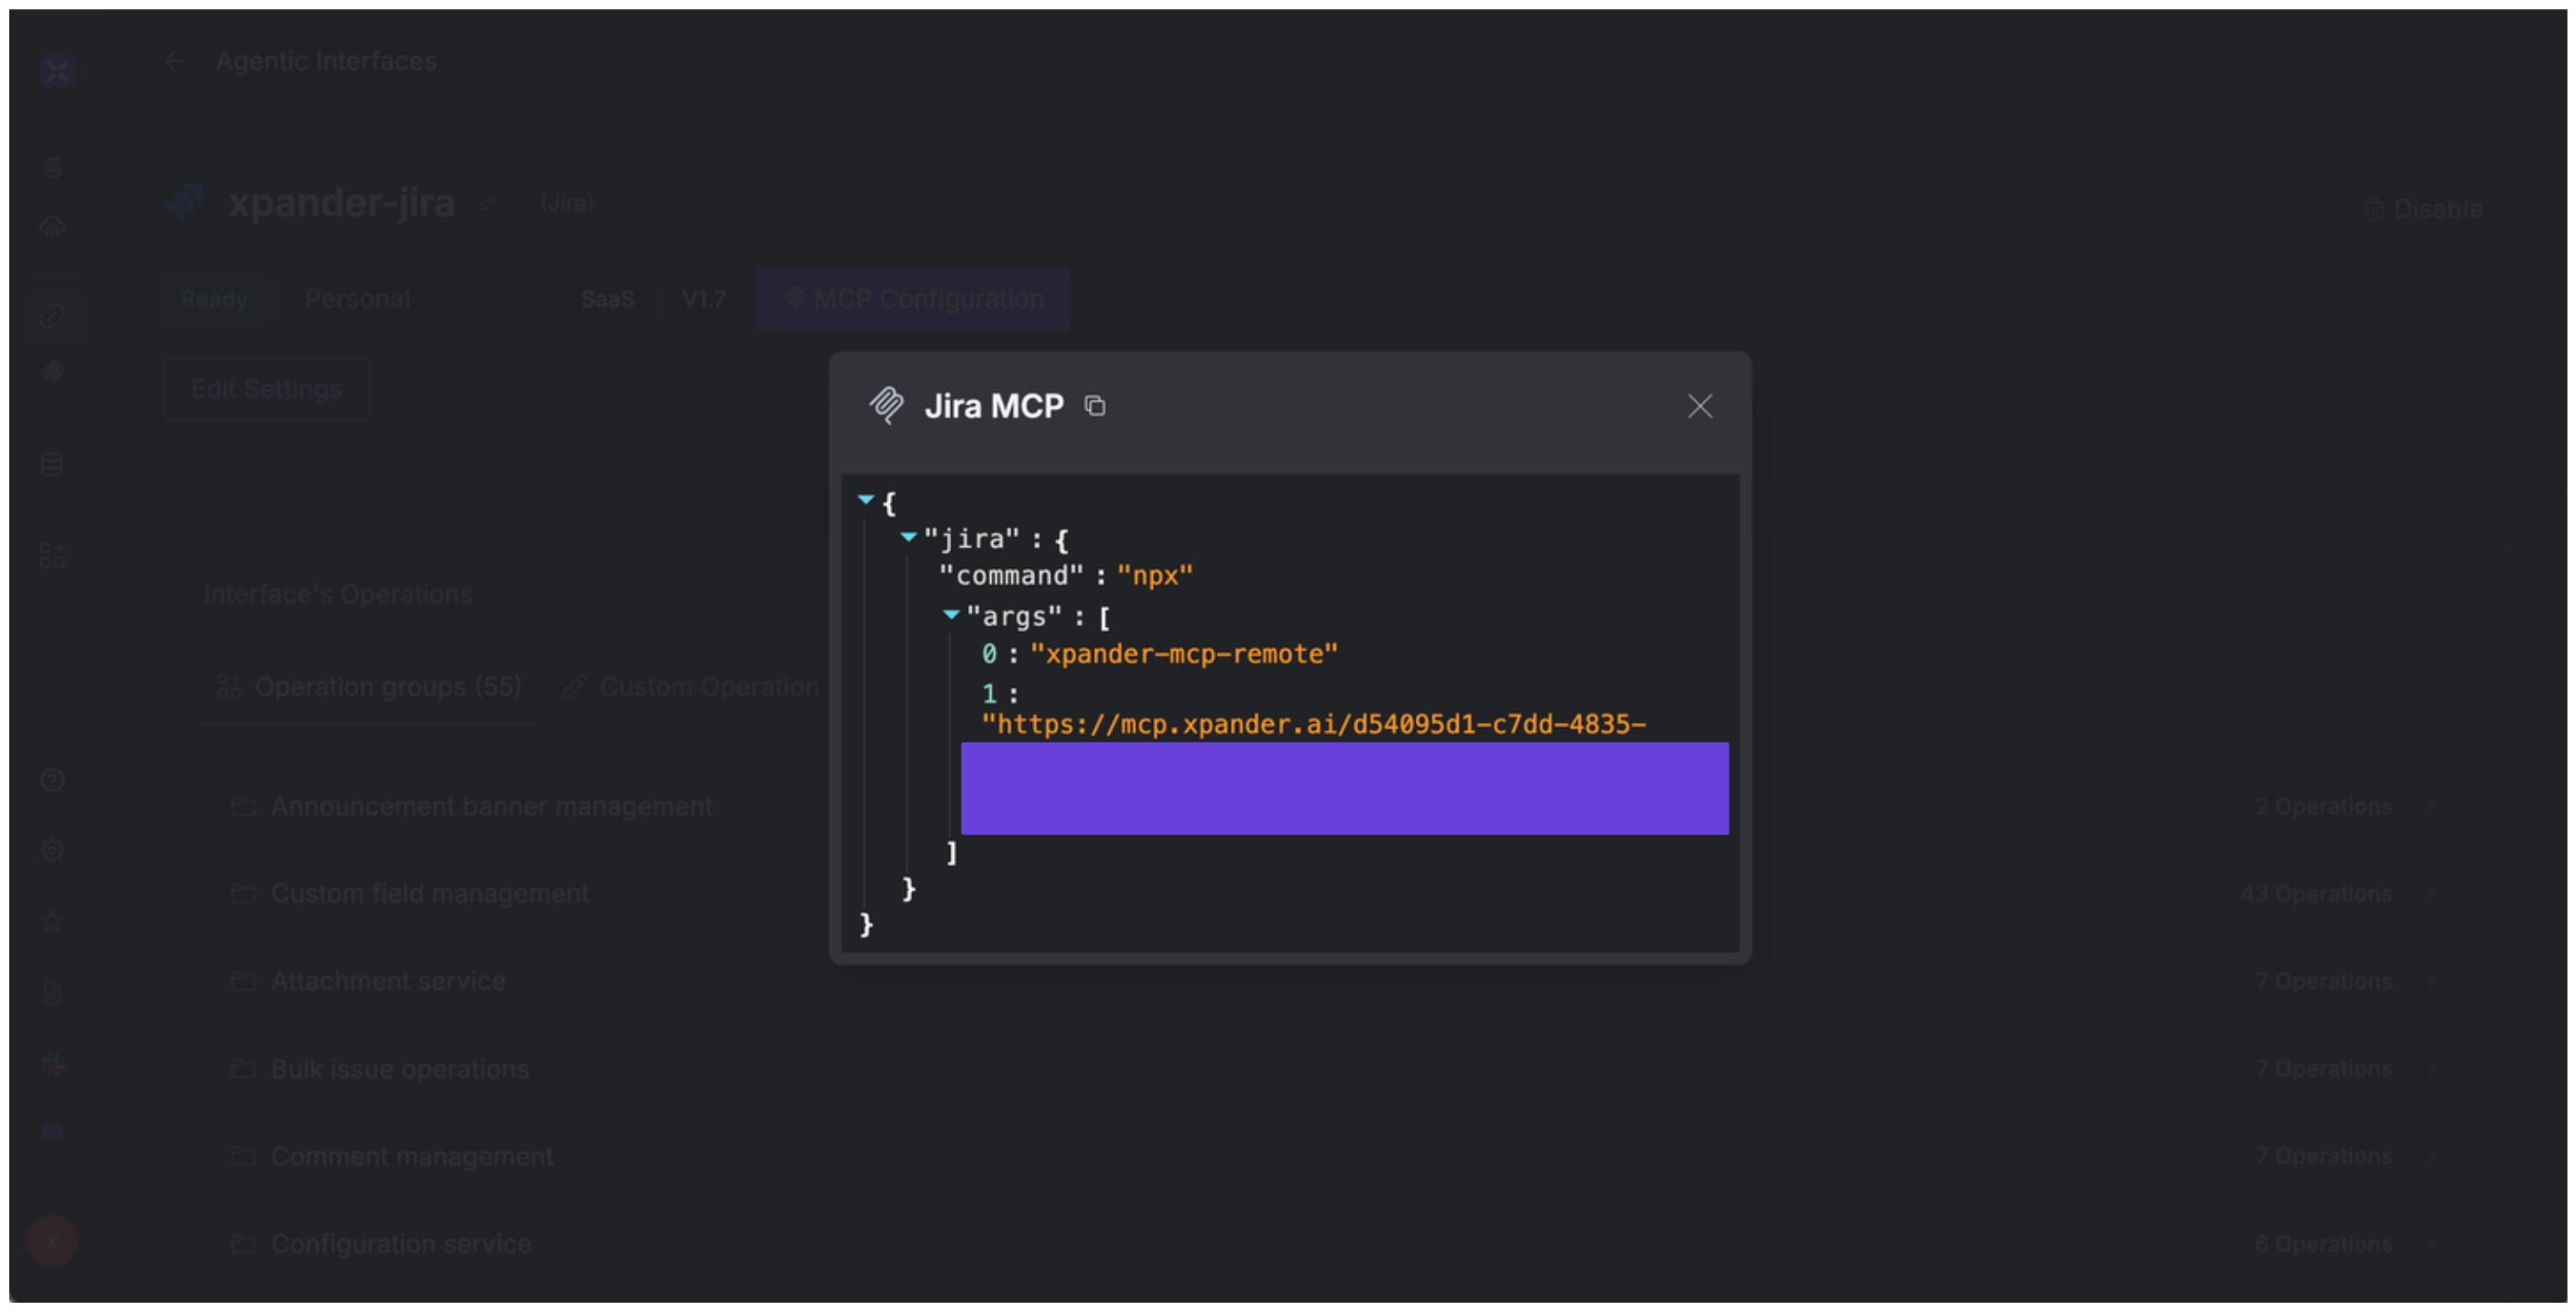 Agentic Interfaces
xpander-jira (Jira)
Disable
Ready Personal SaaS V1.7 MCP Configuration
Edit Settings
Jira MCP
{
"jira" : {
"command" : "npx"
"args" : [
0 : "xpander-mcp-remote"
1 :
"https://mcp.xpander.ai/d54095d1-c7dd-4835-
]
}
}
Interface's Operations
Operation groups (55) Custom Operation
Announcement banner management 2 Operations
Custom field management 43 Operations
Attachment service 7 Operations
Bulk issue operations 7 Operations
Comment management 7 Operations
Configuration service 6 Operations
X